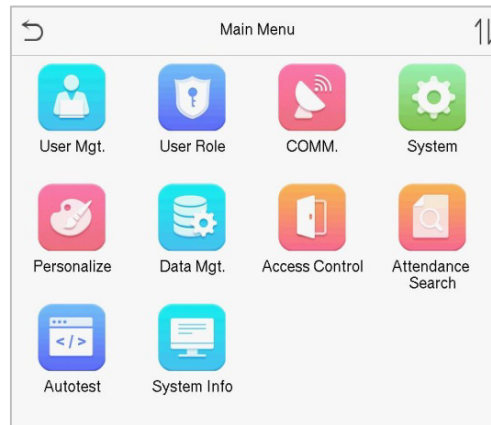 Main Menu
User Mgt.
User Role
COMM.
System
Personalize
Data Mgt.
Access Control
Attendance
Search
</>
Autotest
System Info